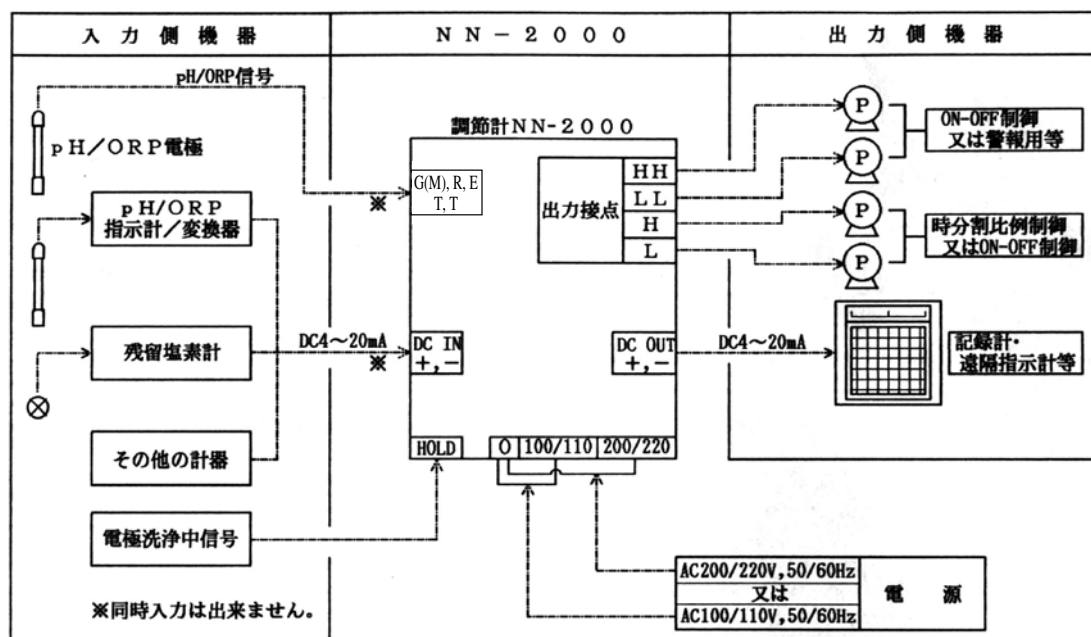 入力側機器
NN-2000
出力側機器
pH/ORP信号
pH/ORP電極
pH/ORP
指示計/変換器
残留塩素計
その他の計器
電極洗浄中信号
※同時入力は出来ません。
DC4~20mA
※
※
調節計NN-2000
G(M), R, E
T, T
出力接点
HH
LL
H
L
DC IN
+,-
DC OUT
+,-
HOLD
0
100/110
200/220
P
P
P
P
ON-OFF制御
又は警報用等
時分割比例制御
又はON-OFF制御
DC4~20mA
記録計・
遠隔指示計等
AC200/220V,50/60Hz
又は
AC100/110V,50/60Hz
電源